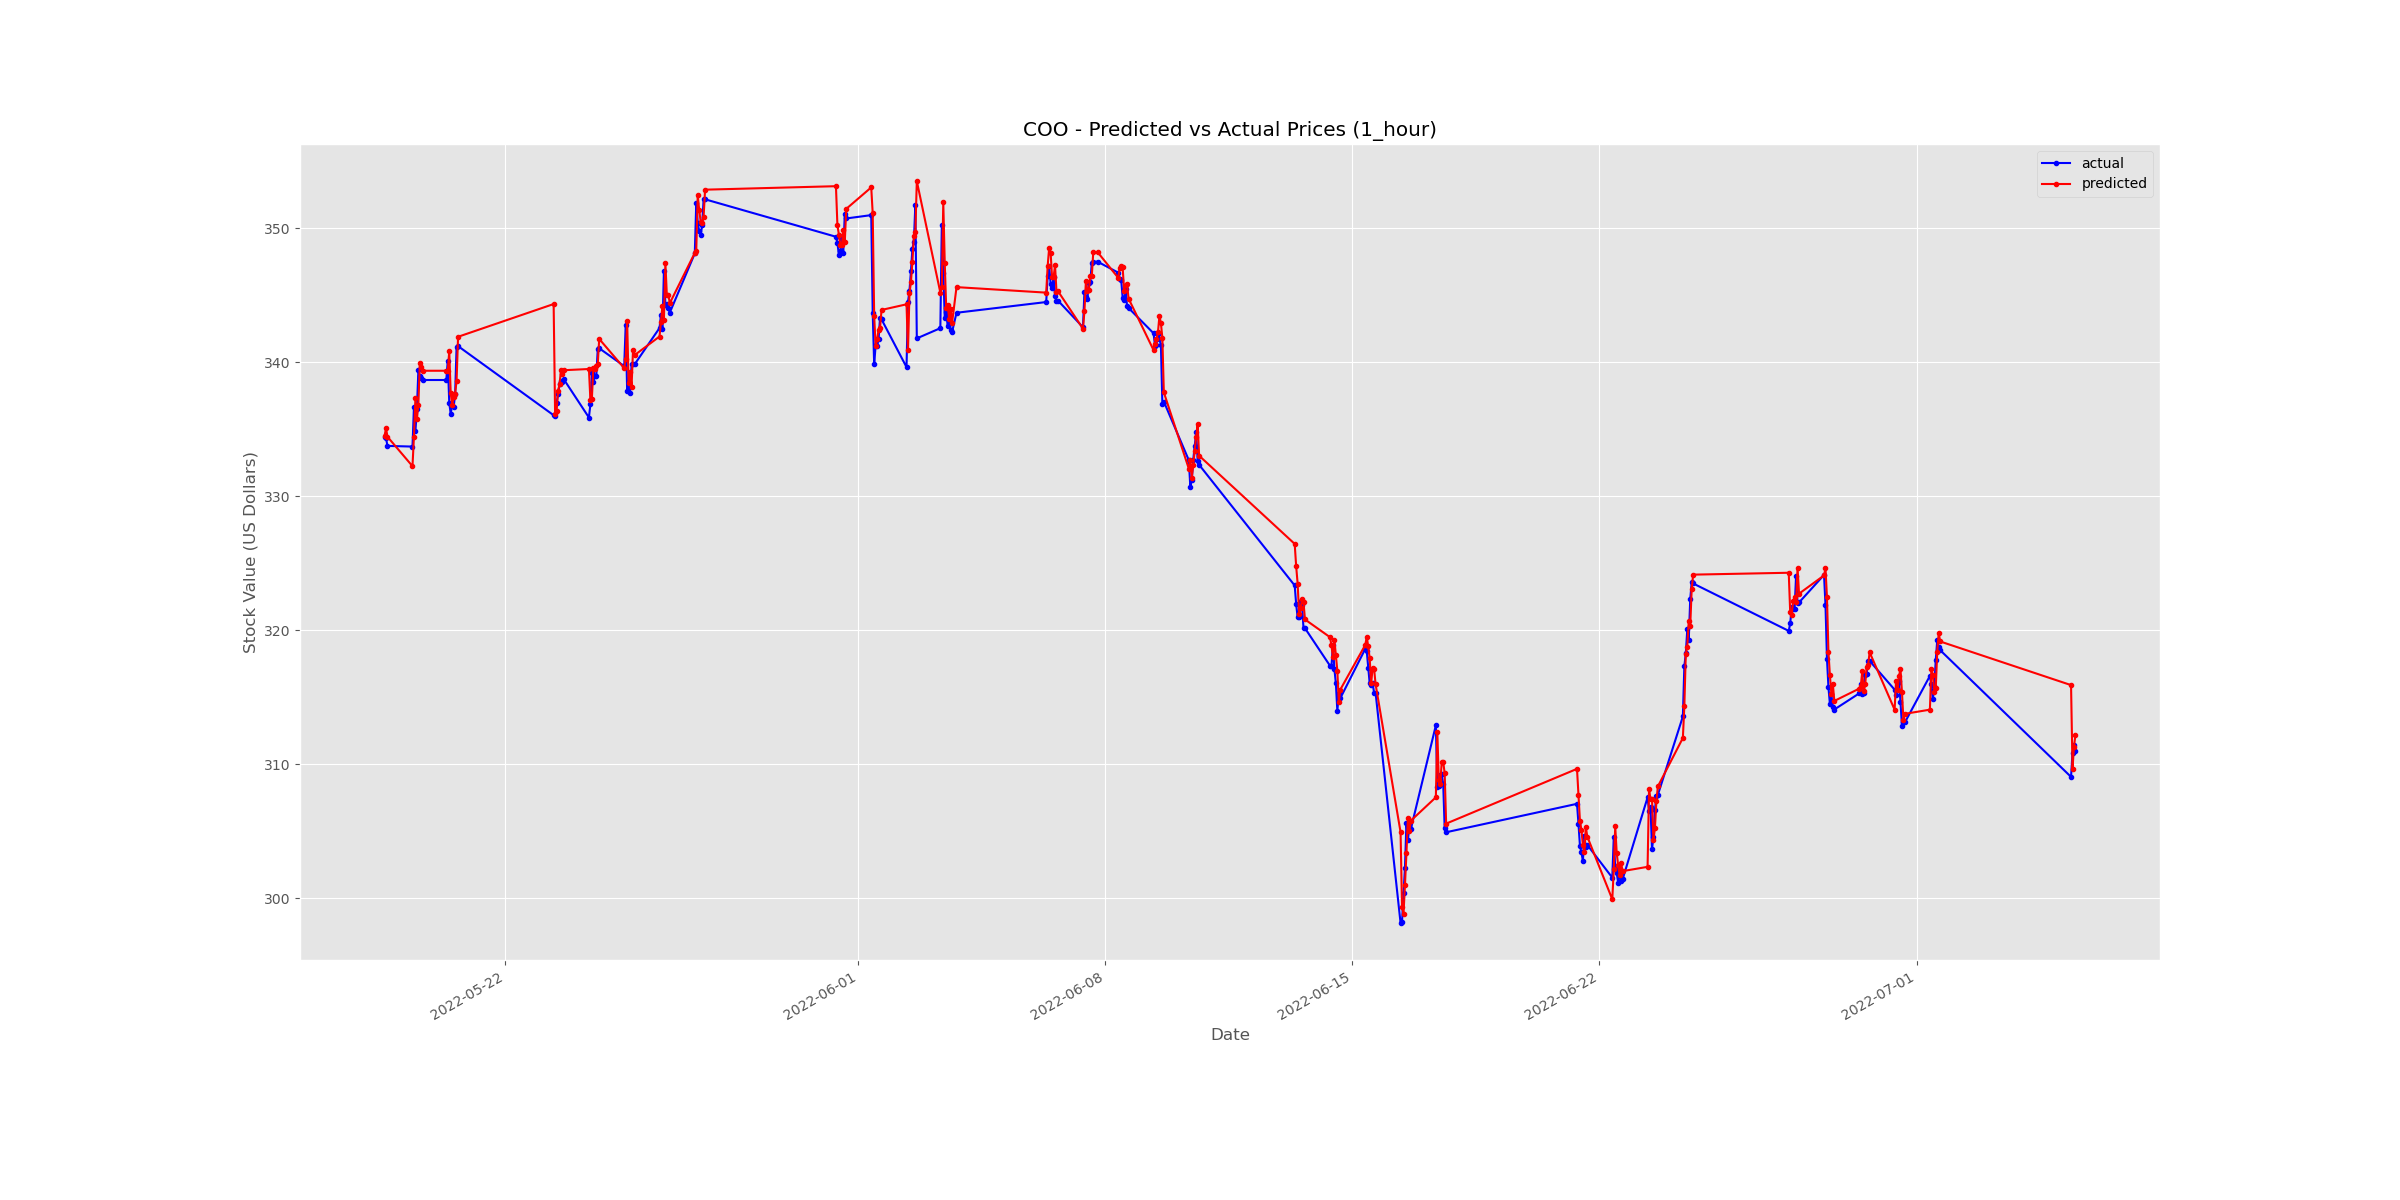 COO - Predicted vs Actual Prices (1_hour)
actual
predicted
Stock Value (US Dollars)
350
340
330
320
310
300
2022-05-22
2022-06-01
2022-06-08
2022-06-15
2022-06-22
2022-07-01
Date